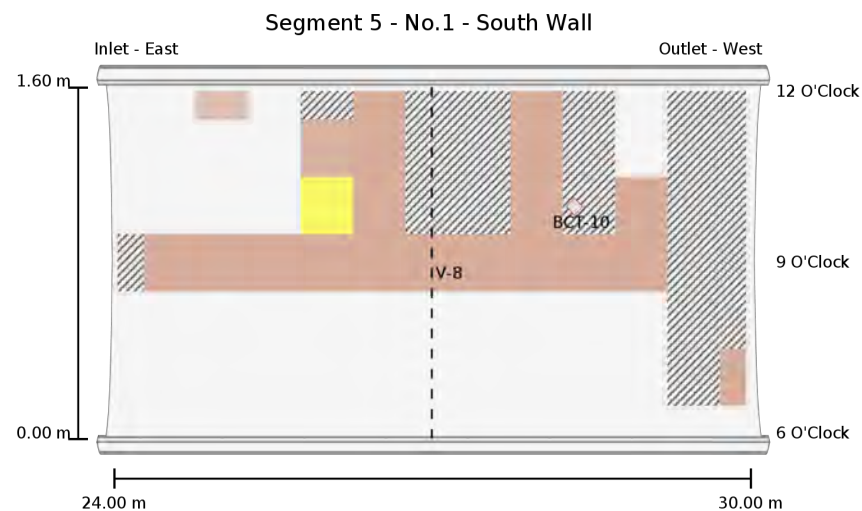 Segment 5 - No.1 - South Wall
Inlet - East
Outlet - West
1.60 m
12 O'Clock
BCT-10
9 O'Clock
V-8
0.00 m
6 O'Clock
24.00 m
30.00 m